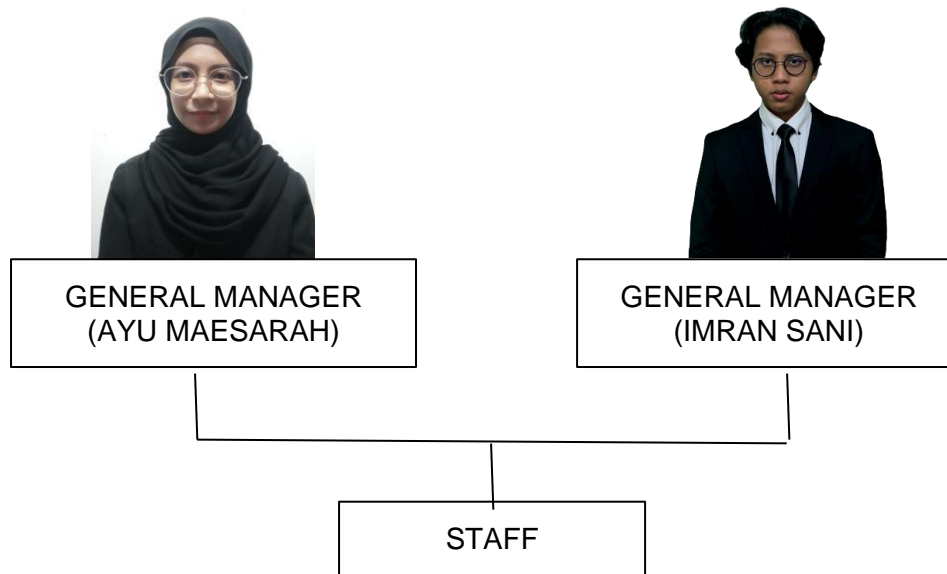 GENERAL MANAGER
(AYU MAESARAH)
GENERAL MANAGER
(IMRAN SANI)
STAFF